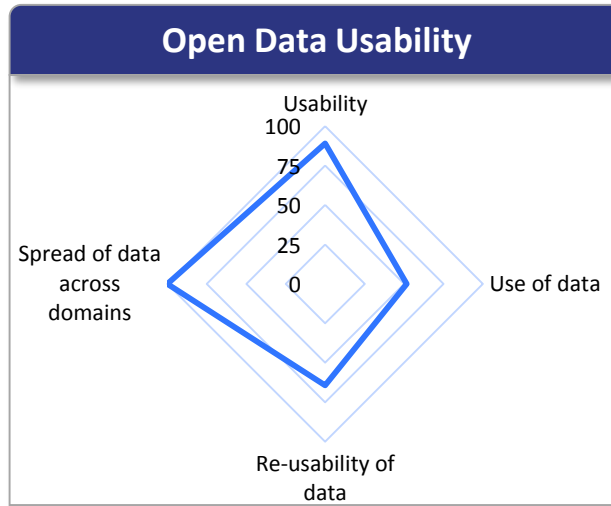 Open Data Usability
Usability
100
75
50
25
0
Spread of data
across
domains
Use of data
Re-usability of
data